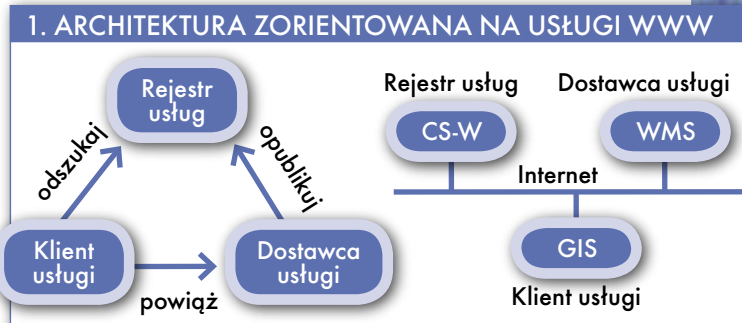 1. ARCHITEKTURA ZORIENTOWANA NA USŁUGI WWW
Rejestr
usług
odszukaj
opublikuj
Klient
usługi
powiąż
Dostawca
usługi
Rejestr usług
Dostawca usługi
CS-W
WMS
Internet
GIS
Klient usługi